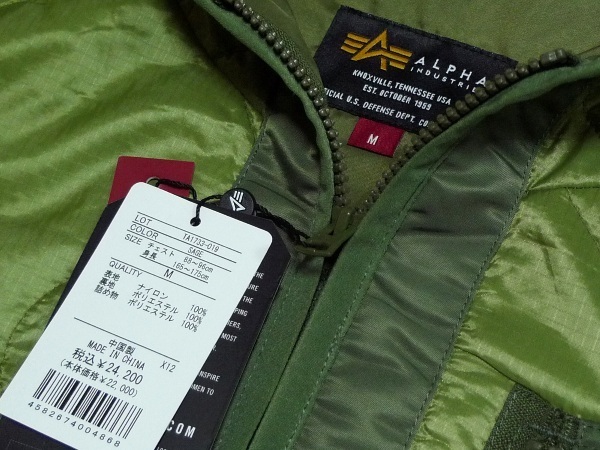 ALPHA
INDUSTRIES
KNOXVILLE, TENNESSEE USA
EST. OCTOBER 1959
U.S. DEFENSE DEPT. CO
M
LOT TA1733-019
COLOR SAGE
SIZE チェスト 88~96cm
身長 165~175cm
M
QUALITY
表地 ナイロン 100%
裏地 ポリエステル 100%
詰め物 ポリエステル 100%
中国製
MADE IN CHINA X12
税込¥24,200
(本体価格¥22,000)
4582674004868
MOST
.COM